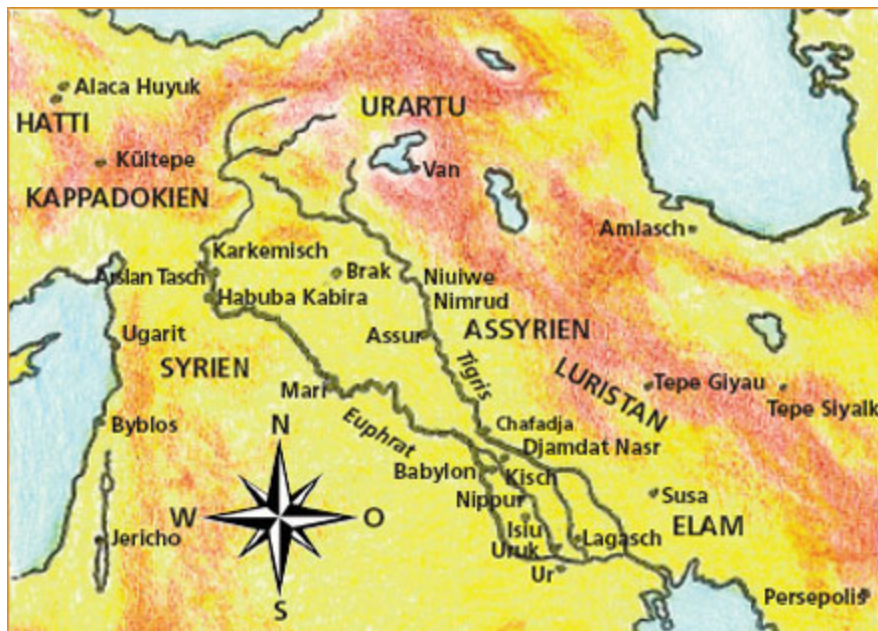 Alaca Huyuk
URARTU
HATTI
Kültepe
Van
KAPPADOKIEN
Amlasch
Karkemisch
Arslan Tasch
Brak
Niuiwe
Habuba Kabira
Nimrud
Ugarit
Assur
ASSYRIEN
SYRIEN
Tigris
LURISTAN
Mari
Tepe Giyau
Tepe Siyalk
Byblos
Euphrat
N
Chafadja
Djamdat Nasr
Babylon
Kisch
Nippur
Susa
W
O
Isiu
ELAM
Jericho
Uruk
Lagasch
Ur
S
Persepolis